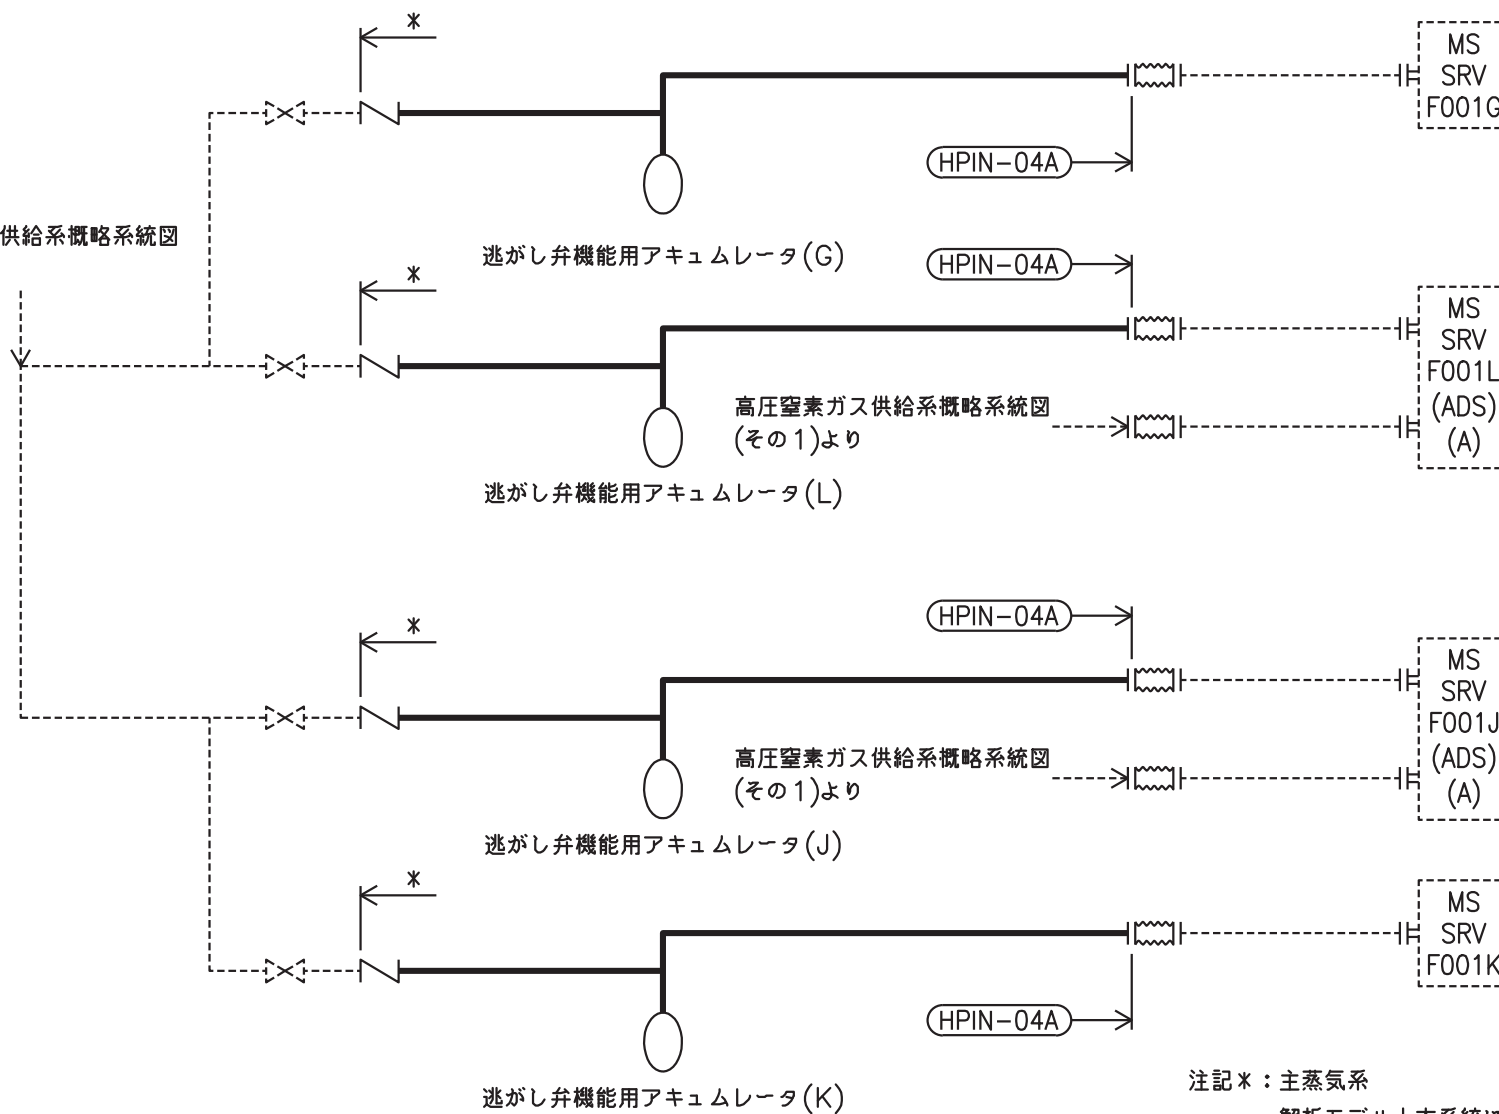 *
MS
SRV
F001G
HPIN-04A
供給系概略系統図
逃がし弁機能用アキュムレータ(G)
*
HPIN-04A
MS
SRV
F001L
(ADS)
(A)
高圧窒素ガス供給系概略系統図
(その1)より
逃がし弁機能用アキュムレータ(L)
*
HPIN-04A
MS
SRV
F001J
(ADS)
(A)
高圧窒素ガス供給系概略系統図
(その1)より
逃がし弁機能用アキュムレータ(J)
*
MS
SRV
F001K
HPIN-04A
逃がし弁機能用アキュムレータ(K)
注記*:主蒸気系